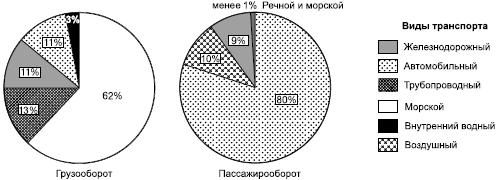 менее 1% Речной и морской
3%
11%
11%
13%
62%
Грузооборот
9%
10%
80%
Пассажирооборот
Виды транспорта
Железнодорожный
Автомобильный
Трубопроводный
Морской
Внутренний водный
Воздушный